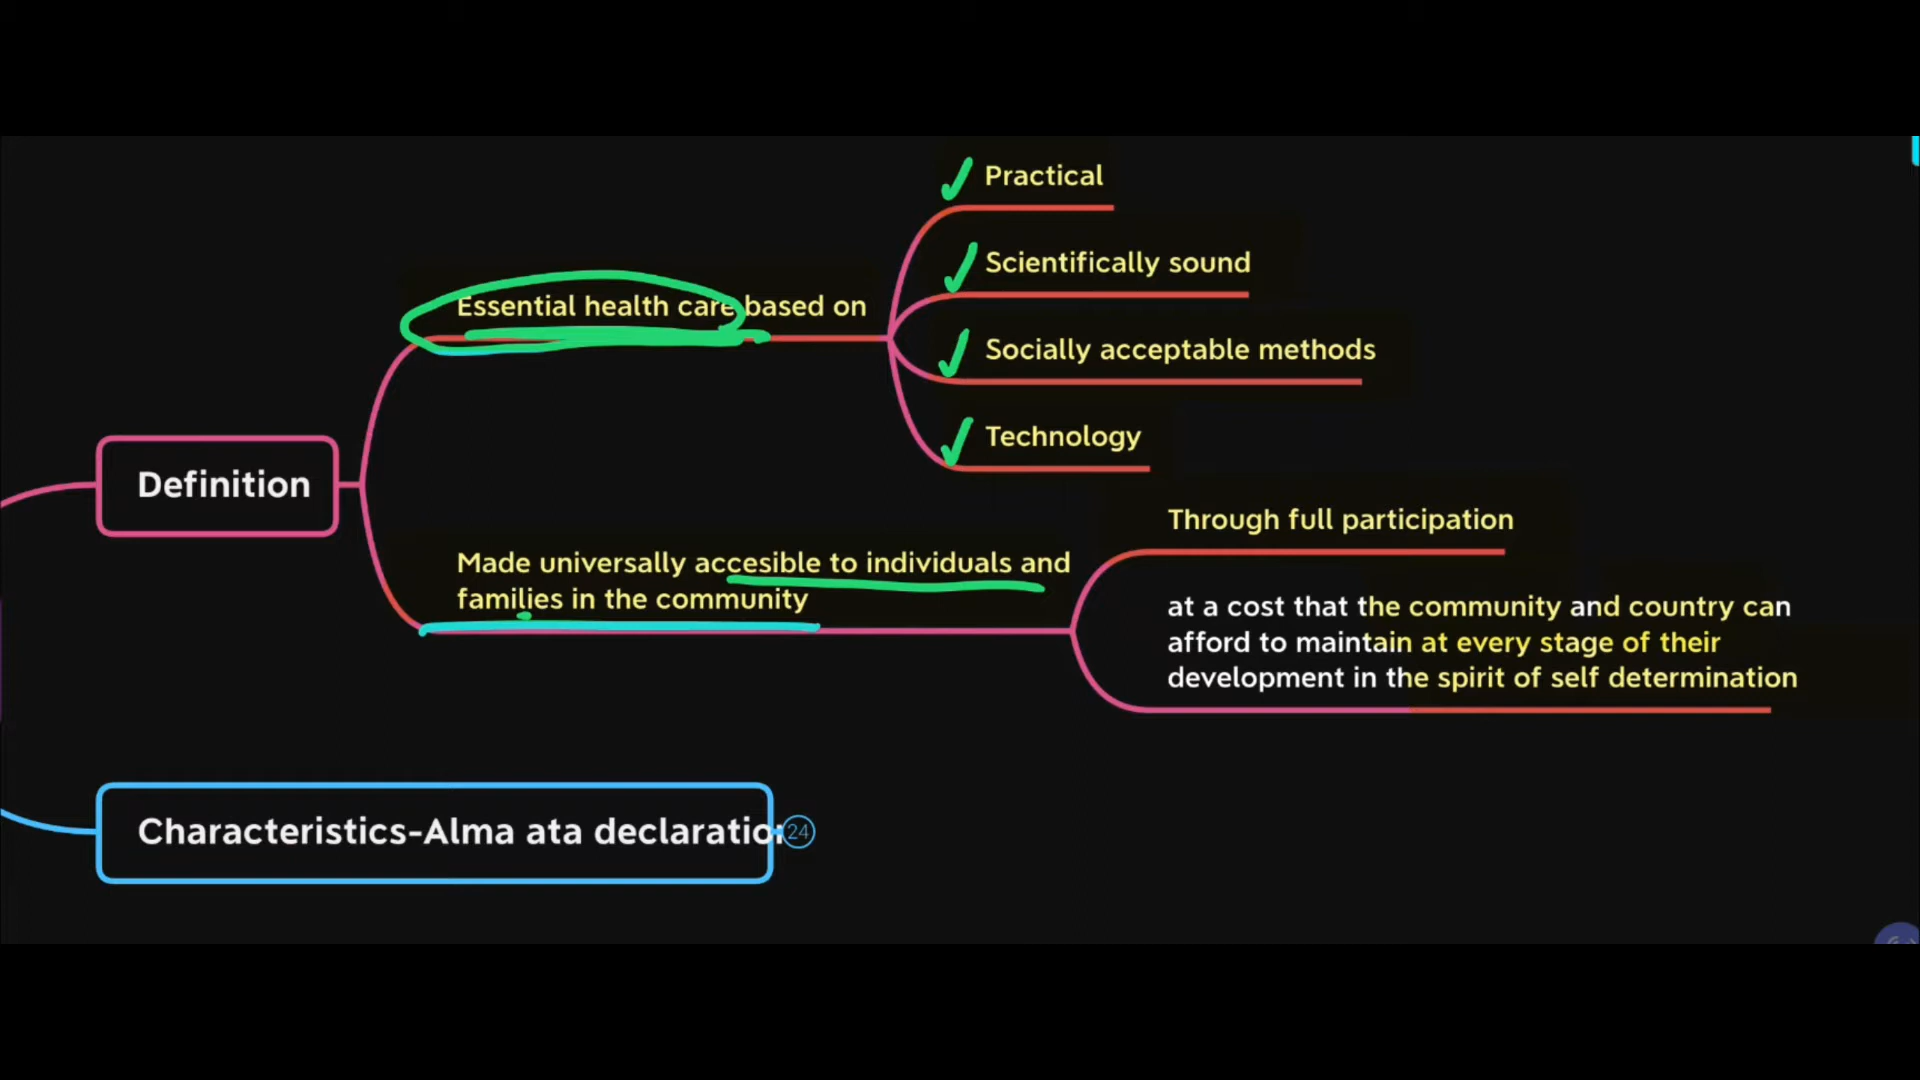 Practical
Scientifically sound
Essential health care based on
Socially acceptable methods
Technology
Definition
Through full participation
Made universally accesible to individuals and
families in the community
at a cost that the community and country can
afford to maintain at every stage of their
development in the spirit of self determination
Characteristics-Alma ata declaration
24